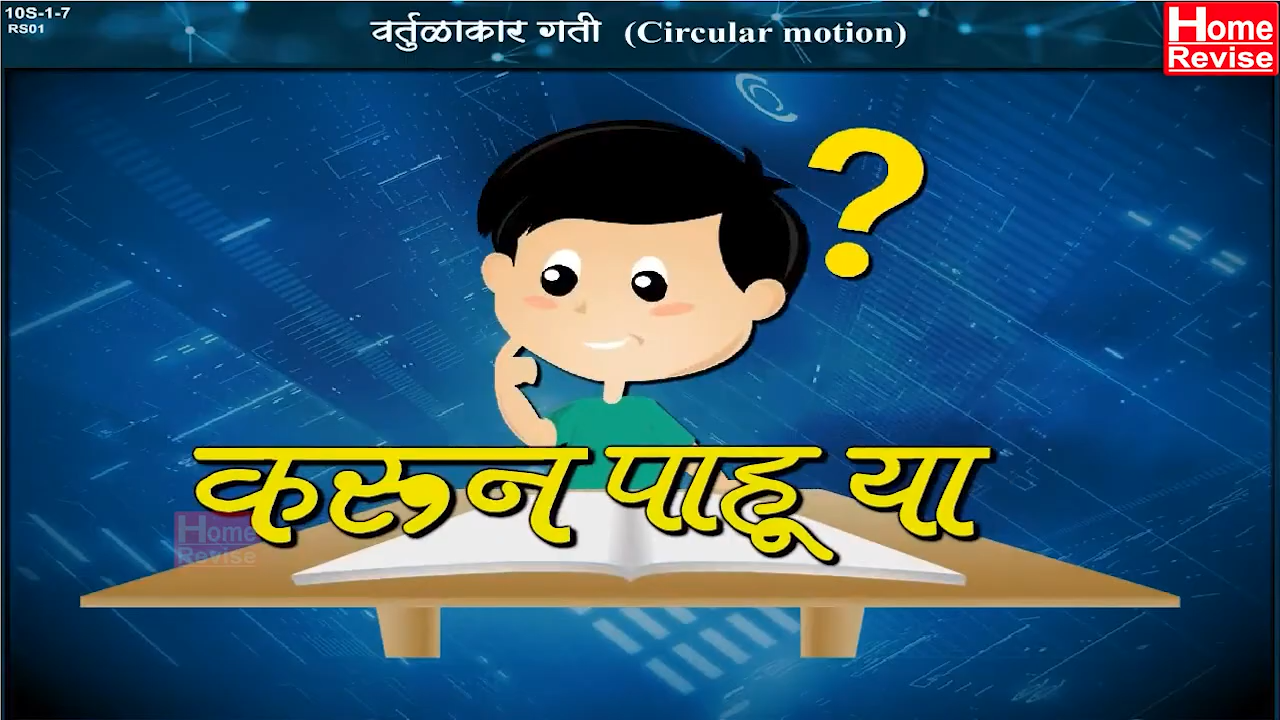 10S-1-7
RS01
वर्तुळाकार गती (Circular motion)
Home
Revise
?
करून पाहू या
Home
Revise